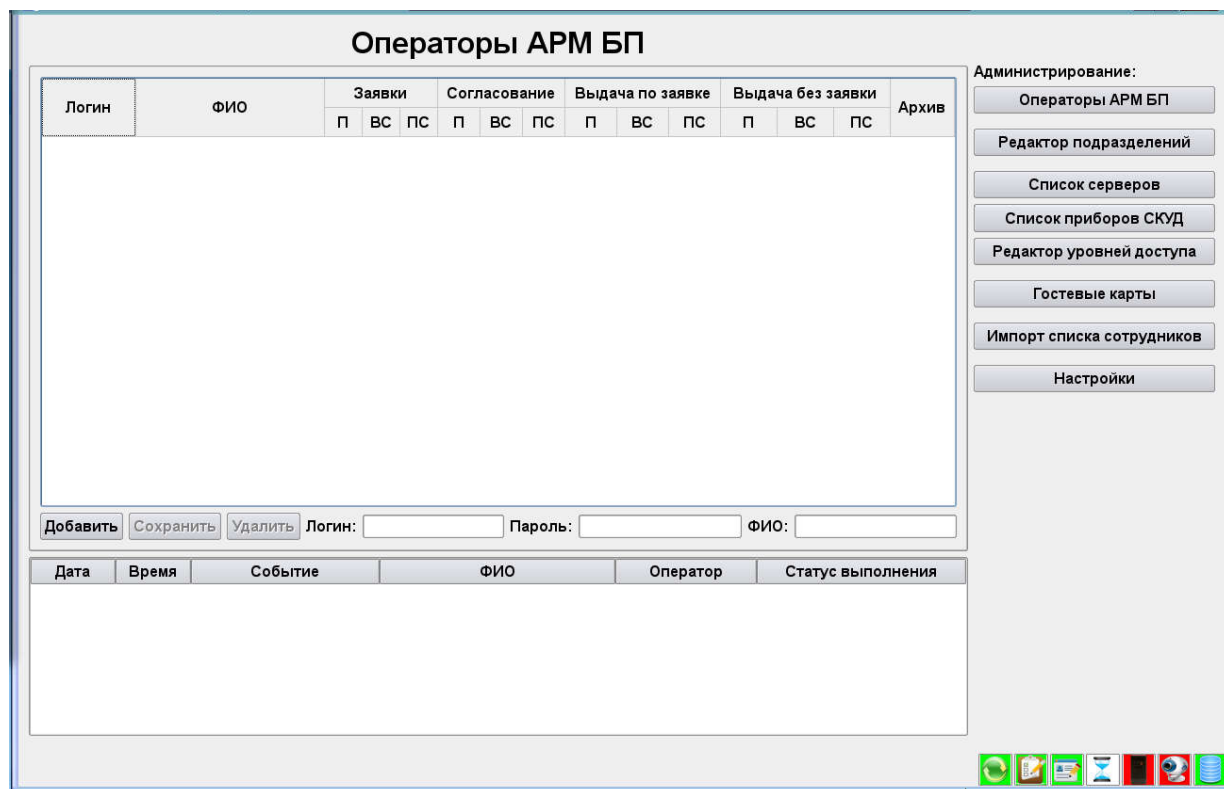 Операторы АРМ БП
Логин ФИО Заявки Согласование Выдача по заявке Выдача без заявки Архив
П ВС ПС П ВС ПС П ВС ПС П ВС ПС
Добавить Сохранить Удалить Логин: Пароль: ФИО:
Дата Время Событие ФИО Оператор Статус выполнения
Администрирование:
Операторы АРМ БП
Редактор подразделений
Список серверов
Список приборов СКУД
Редактор уровней доступа
Гостевые карты
Импорт списка сотрудников
Настройки